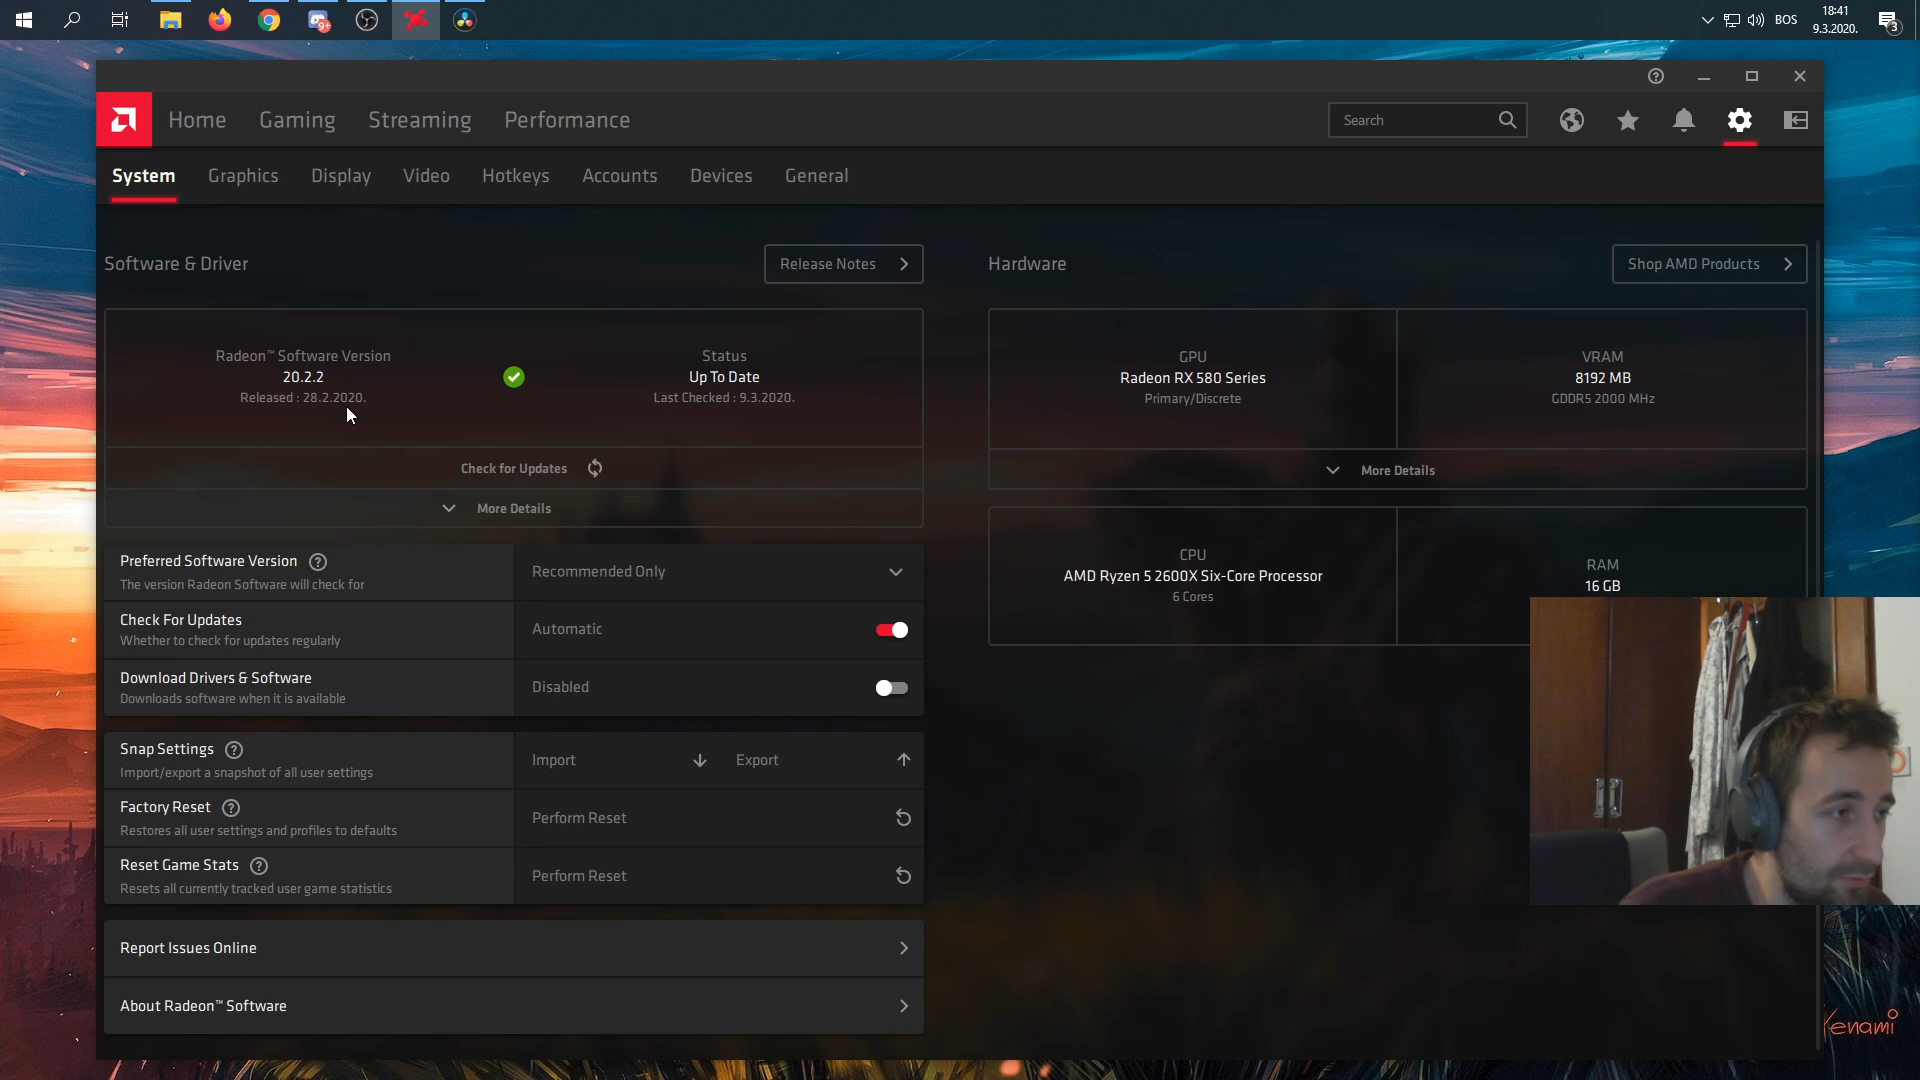 9+
BOS
18:41
9.3.2020.
3
Home
Gaming
Streaming
Performance
Search
System
Graphics
Display
Video
Hotkeys
Accounts
Devices
General
Software & Driver
Release Notes
Radeon™ Software Version
20.2.2
Released : 28.2.2020.
Status
Up To Date
Last Checked : 9.3.2020.
Check for Updates
More Details
Preferred Software Version
The version Radeon Software will check for
Recommended Only
Check For Updates
Whether to check for updates regularly
Automatic
Download Drivers & Software
Downloads software when it is available
Disabled
Snap Settings
Import/export a snapshot of all user settings
Import
Export
Factory Reset
Restores all user settings and profiles to defaults
Perform Reset
Reset Game Stats
Resets all currently tracked user game statistics
Perform Reset
Report Issues Online
About Radeon™ Software
Hardware
Shop AMD Products
GPU
Radeon RX 580 Series
Primary/Discrete
VRAM
8192 MB
GDDR5 2000 MHz
More Details
CPU
AMD Ryzen 5 2600X Six-Core Processor
6 Cores
RAM
16 GB